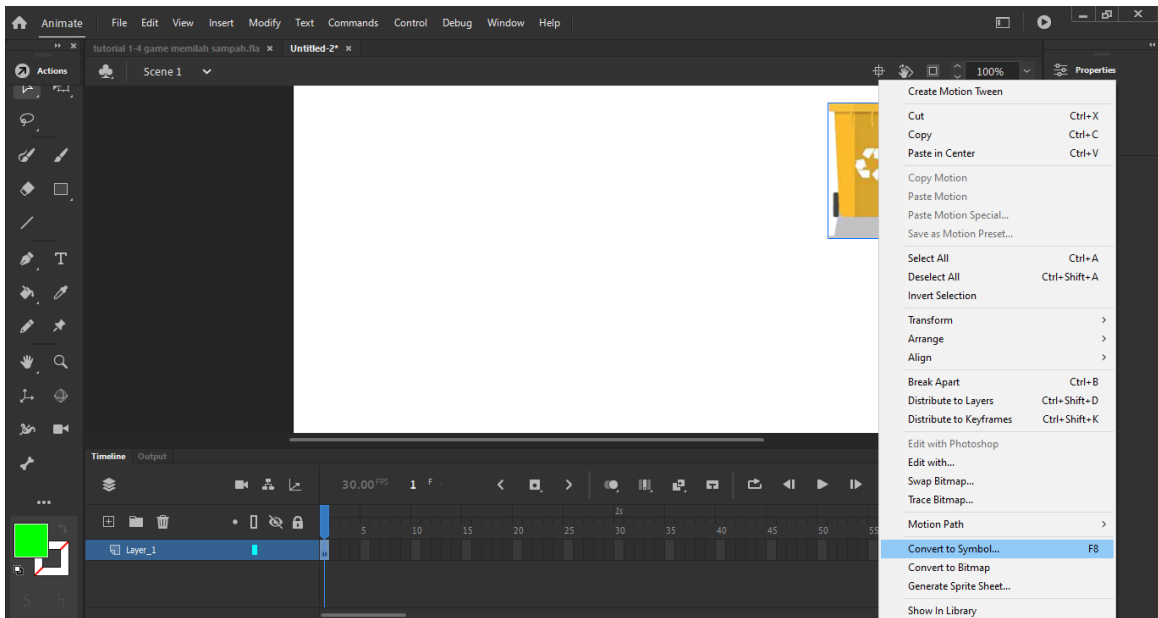 Animate File Edit View Insert Modify Text Commands Control Debug Window Help
tutorial 1-4 game memilah sampah.fla × Untitled-2* ×
Actions
Scene 1
100%
Properties
Create Motion Tween
Cut Ctrl+X
Copy Ctrl+C
Paste in Center Ctrl+V
Copy Motion
Paste Motion
Paste Motion Special...
Save as Motion Preset...
Select All Ctrl+A
Deselect All Ctrl+Shift+A
Invert Selection
Transform
Arrange
Align
Break Apart Ctrl+B
Distribute to Layers Ctrl+Shift+D
Distribute to Keyframes Ctrl+Shift+K
Edit with Photoshop
Edit with...
Swap Bitmap...
Trace Bitmap...
Motion Path
Convert to Symbol... F8
Convert to Bitmap
Generate Sprite Sheet...
Show In Library
Timeline Output
30.00 FPS 1 F
1s
5 10 15 20 25 30 35 40 45 50 55
Layer_1